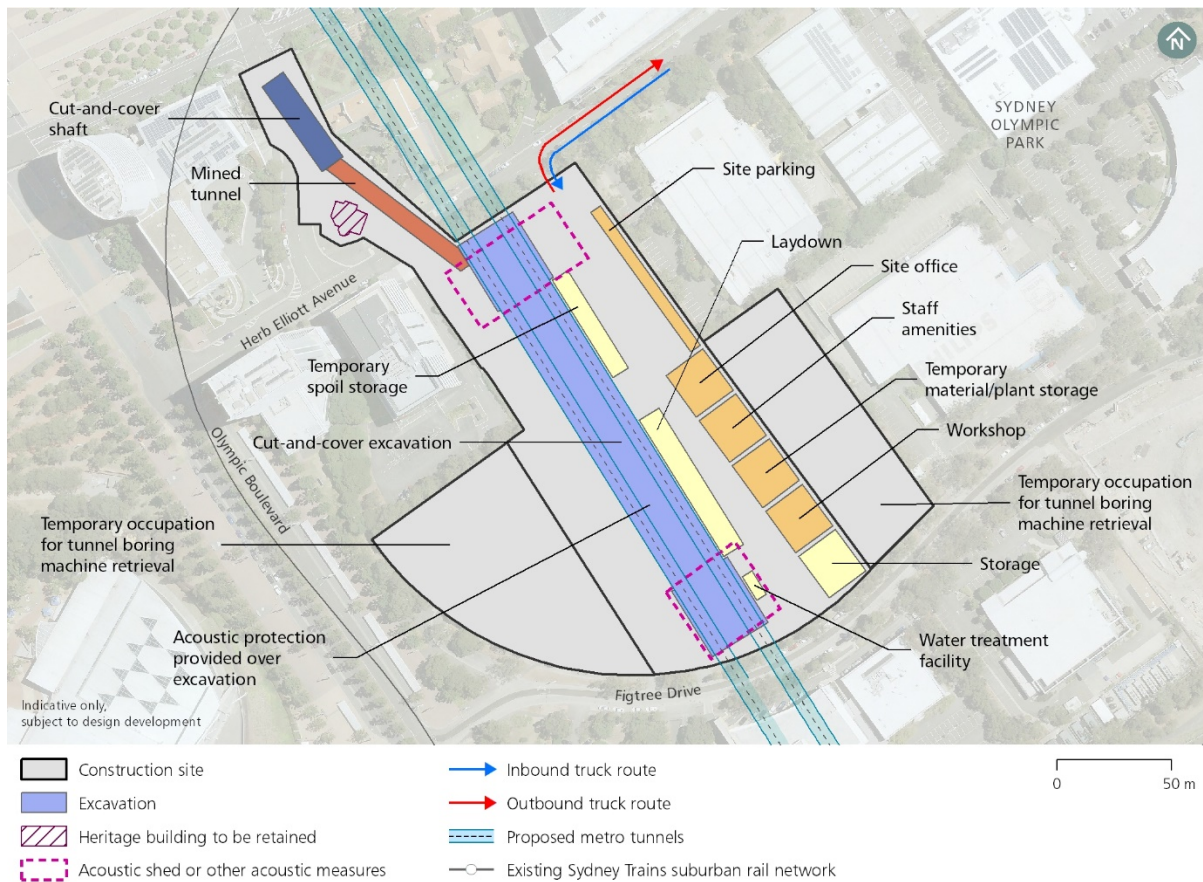 N
SYDNEY
OLYMPIC
PARK
Cut-and-cover
shaft
Mined
tunnel
Site parking
Laydown
Site office
Staff
amenities
Herb Elliott Avenue
Temporary
spoil storage
Temporary
material/plant storage
Workshop
Cut-and-cover excavation
Olympic Boulevard
Temporary occupation
for tunnel boring
machine retrieval
Temporary occupation
for tunnel boring
machine retrieval
Storage
Acoustic protection
provided over
excavation
Water treatment
facility
Figtree Drive
Indicative only,
subject to design development
Construction site
Excavation
Heritage building to be retained
Acoustic shed or other acoustic measures
Inbound truck route
Outbound truck route
Proposed metro tunnels
Existing Sydney Trains suburban rail network
0 50 m